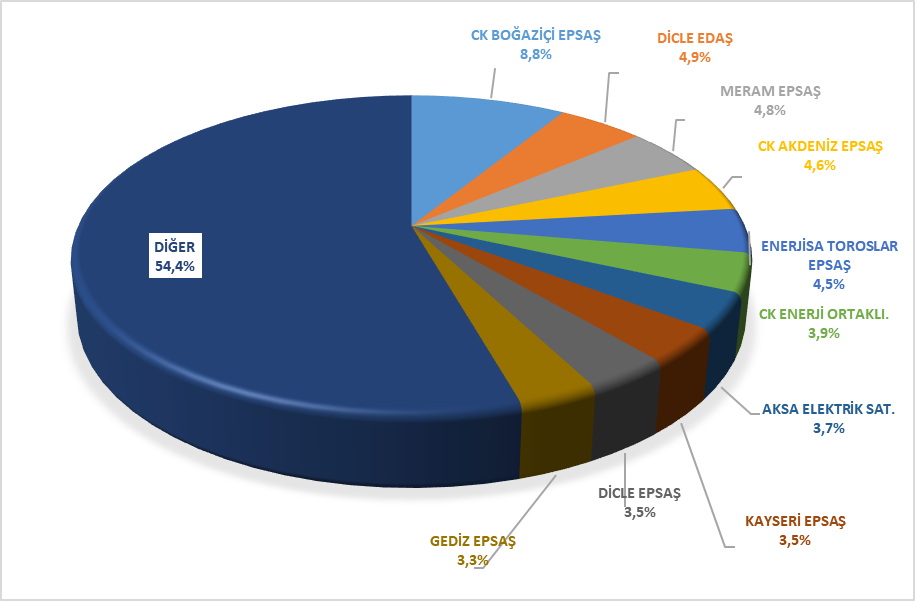 CK BOĞAZİÇİ EPSAŞ
8,8%
DİCLE EDAŞ
4,9%
MERAM EPSAŞ
4,8%
CK AKDENİZ EPSAŞ
4,6%
ENERJİSA TOROSLAR
EPSAŞ
4,5%
CK ENERJİ ORTAKLI.
3,9%
AKSA ELEKTRİK SAT.
3,7%
KAYSERİ EPSAŞ
3,5%
DİCLE EPSAŞ
3,5%
GEDİZ EPSAŞ
3,3%
DİĞER
54,4%